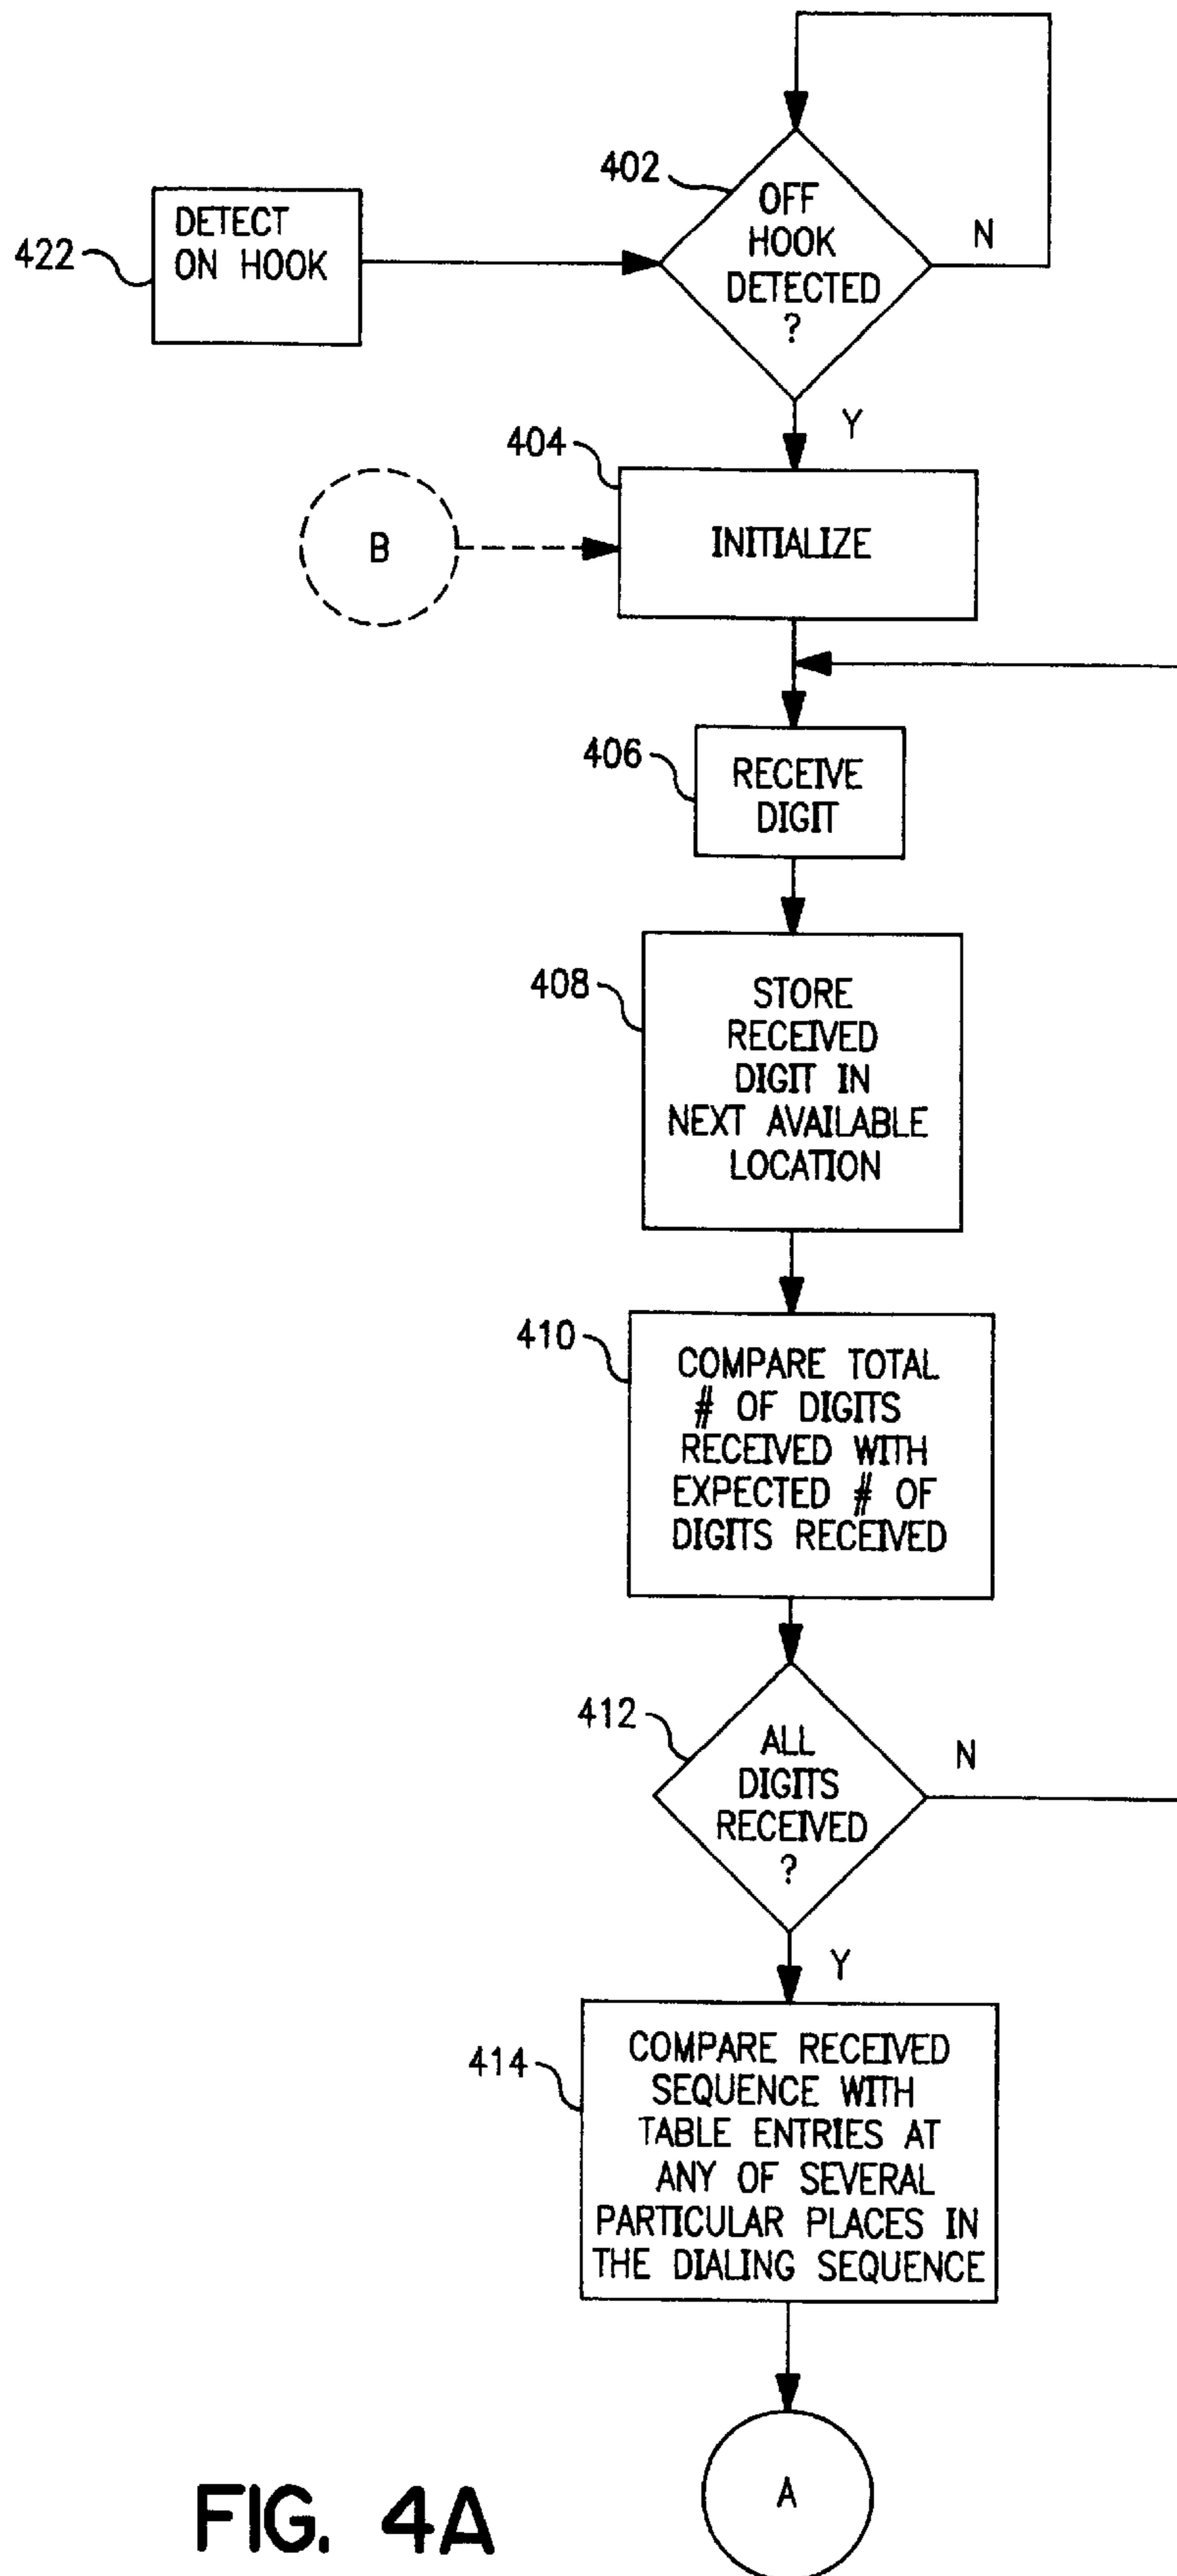 402
OFF
HOOK
DETECTED
?
N
422
DETECT
ON HOOK
Y
404
INITIALIZE
B
406
RECEIVE
DIGIT
408
STORE
RECEIVED
DIGIT IN
NEXT AVAILABLE
LOCATION
410
COMPARE TOTAL
# OF DIGITS
RECEIVED WITH
EXPECTED # OF
DIGITS RECEIVED
412
ALL
DIGITS
RECEIVED
?
N
Y
414
COMPARE RECEIVED
SEQUENCE WITH
TABLE ENTRIES AT
ANY OF SEVERAL
PARTICULAR PLACES IN
THE DIALING SEQUENCE
A
FIG. 4A